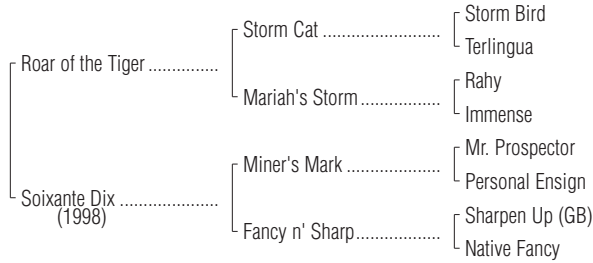 Storm Bird
Storm Cat ..........................
Terlingua
Roar of the Tiger ...............
Rahy
Mariah's Storm..................
Immense
Mr. Prospector
Miner's Mark .....................
Personal Ensign
Soixante Dix ......................
(1998)
Sharpen Up (GB)
Fancy n' Sharp...................
Native Fancy